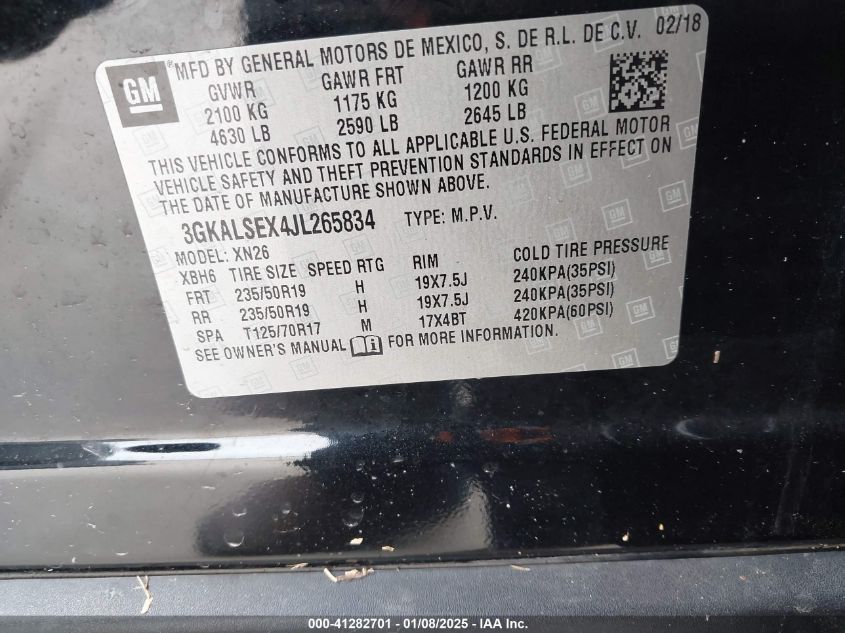 GM ® MFD BY GENERAL MOTORS DE MEXICO, S. DE R.L. DE C.V. 02/18
GVWR GAWR FRT GAWR RR
2100 KG 1175 KG 1200 KG
4630 LB 2590 LB 2645 LB
THIS VEHICLE CONFORMS TO ALL APPLICABLE U.S. FEDERAL MOTOR
VEHICLE SAFETY AND THEFT PREVENTION STANDARDS IN EFFECT ON
THE DATE OF MANUFACTURE SHOWN ABOVE.
3GKALSEX4JL265834 TYPE: M.P.V.
MODEL: XN26
XBH6 TIRE SIZE SPEED RTG RIM COLD TIRE PRESSURE
FRT 235/50R19 H 19X7.5J 240KPA(35PSI)
RR 235/50R19 H 19X7.5J 240KPA(35PSI)
SPA T125/70R17 M 17X4BT 420KPA(60PSI)
SEE OWNER'S MANUAL FOR MORE INFORMATION.
000-41282701 - 01/08/2025 - IAA Inc.